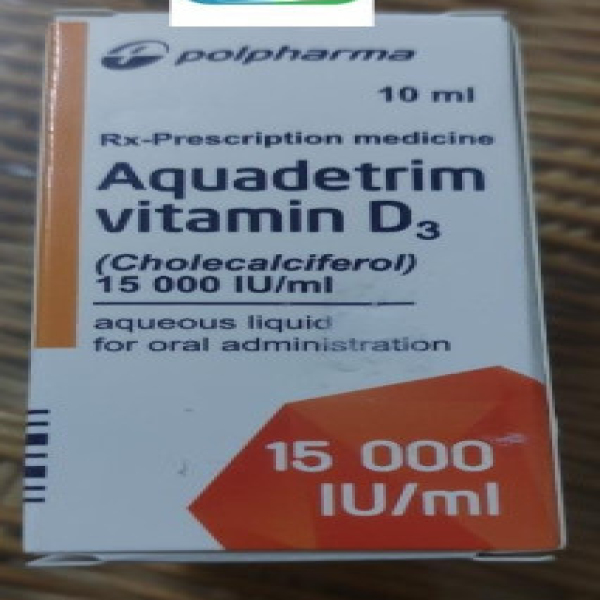 polpharma
10 ml
Rx-Prescription medicine
Aquadetrim
vitamin D₃
(Cholecalciferol)
15 000 IU/ml
aqueous liquid
for oral administration
15 000
IU/ml